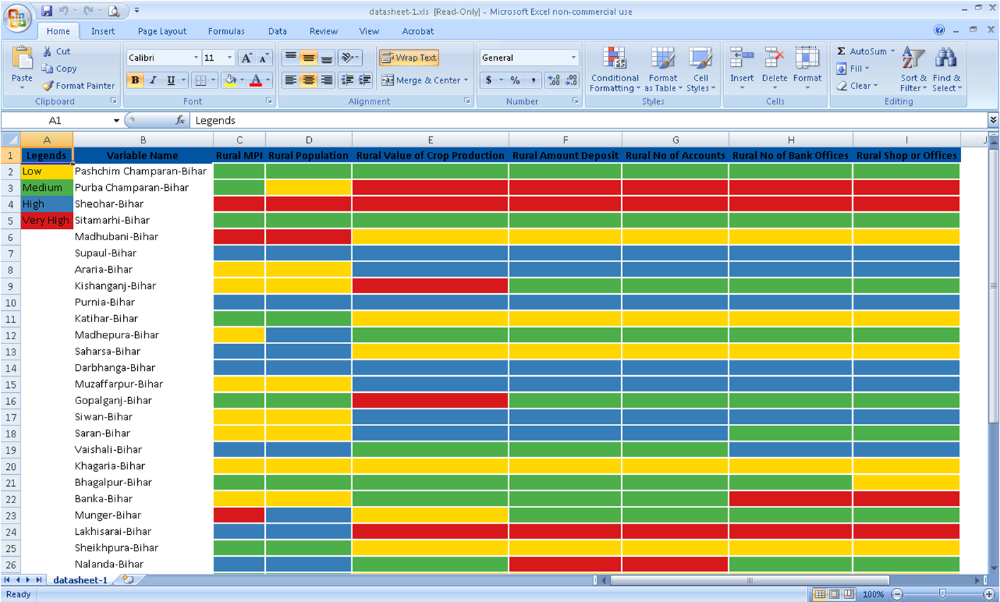 datasheet-1.xls [Read-Only] - Microsoft Excel non-commercial use
Home Insert Page Layout Formulas Data Review View Acrobat
Paste
Cut
Copy
Format Painter
Clipboard
Calibri 11
B I U
Font
Wrap Text
Merge & Center
Alignment
General
$ % ,
Number
Conditional Formatting
Format as Table
Cell Styles
Styles
Insert Delete Format
Cells
Σ AutoSum
Fill
Clear
Sort & Filter
Find & Select
Editing
A1 fx Legends
A B C D E F G H I J
1 Legends Variable Name Rural MPI Rural Population Rural Value of Crop Production Rural Amount Deposit Rural No of Accounts Rural No of Bank Offices Rural Shop or Offices
2 Low Pashchim Champaran-Bihar
3 Medium Purba Champaran-Bihar
4 High Sheohar-Bihar
5 Very High Sitamarhi-Bihar
6 Madhubani-Bihar
7 Supaul-Bihar
8 Araria-Bihar
9 Kishanganj-Bihar
10 Purnia-Bihar
11 Katihar-Bihar
12 Madhepura-Bihar
13 Saharsa-Bihar
14 Darbhanga-Bihar
15 Muzaffarpur-Bihar
16 Gopalganj-Bihar
17 Siwan-Bihar
18 Saran-Bihar
19 Vaishali-Bihar
20 Khagaria-Bihar
21 Bhagalpur-Bihar
22 Banka-Bihar
23 Munger-Bihar
24 Lakhisarai-Bihar
25 Sheikhpura-Bihar
26 Nalanda-Bihar
datasheet-1
Ready 100%